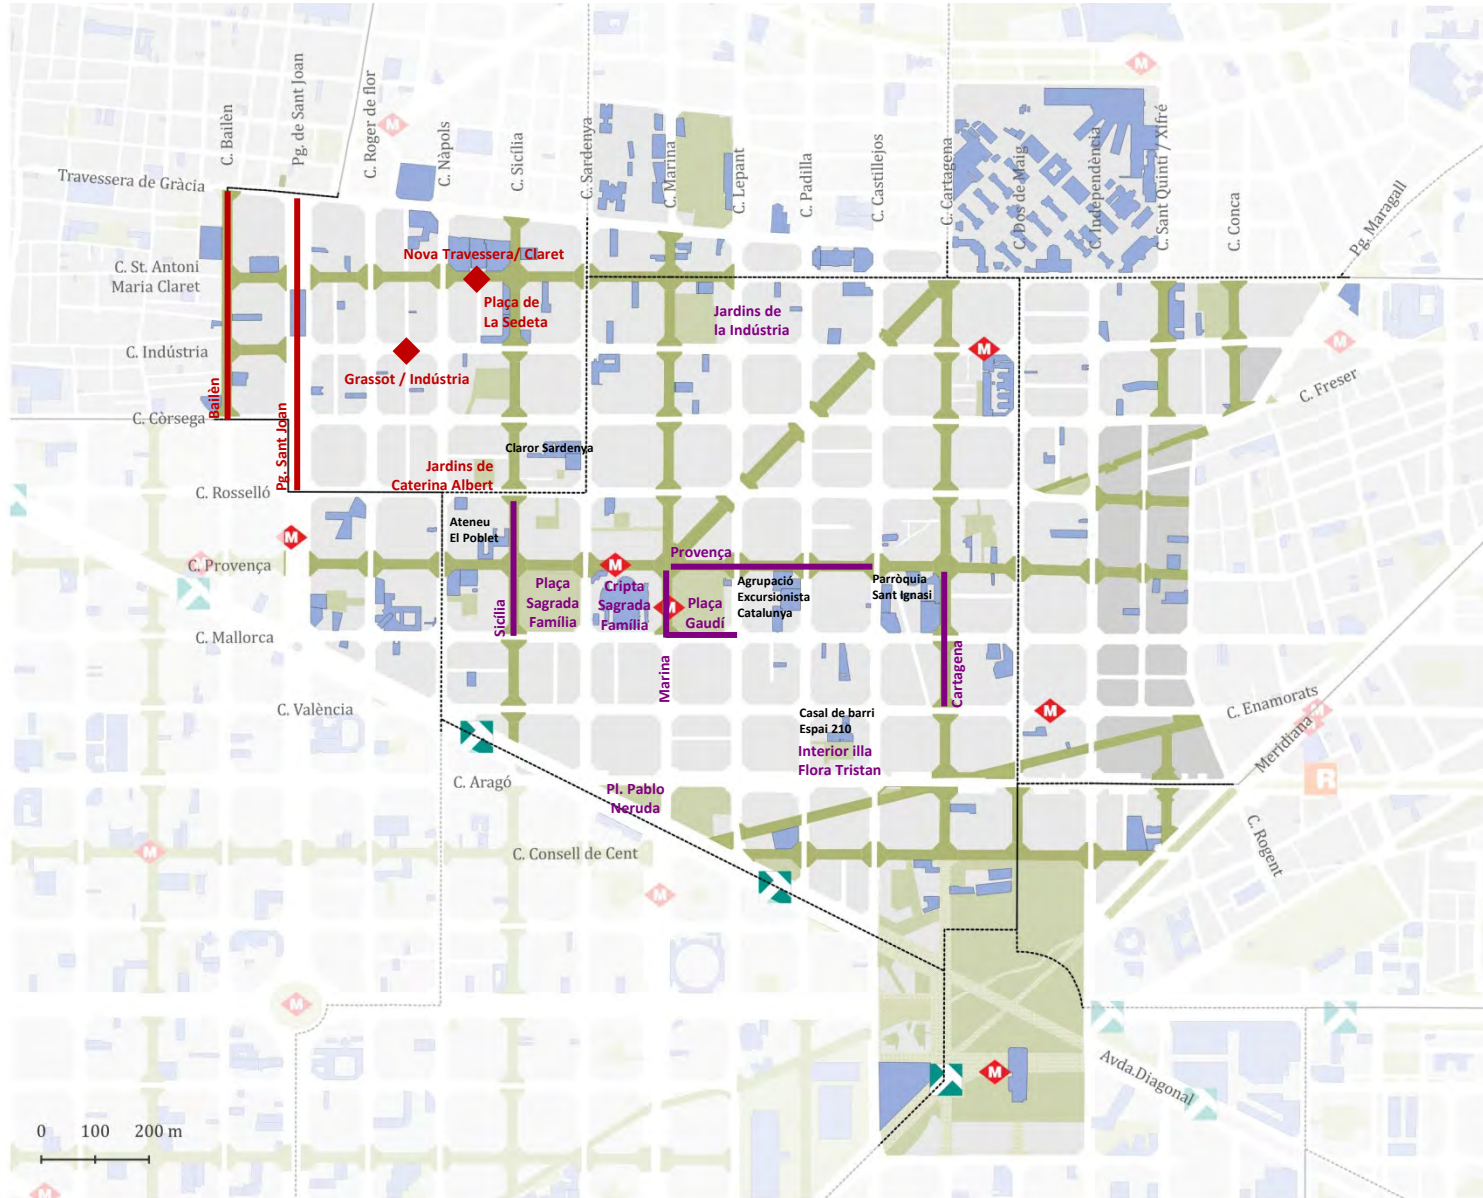 C. Bailèn
Pg. de Sant Joan
C. Roger de flor
C. Nàpols
C. Sicília
C. Sardenya
C. Marina
C. Lepant
C. Padilla
C. Castillejos
C. Cartagena
C. Dos de Maig
C. Independència
C. Sant Quintí / Xifré
C. Conca
Pg. Maragall
Travessera de Gràcia
C. St. Antoni
Maria Claret
Nova Travessera/ Claret
Plaça de
La Sedeta
Jardins de
la Indústria
C. Indústria
Grassot / Indústria
C. Freser
Bailèn
C. Còrsega
Pg. Sant Joan
Claror Sardenya
Jardins de
Caterina Albert
C. Rosselló
Ateneu
El Poblet
C. Provença
Provença
M
M
M
M
M
M
M
M
M
M
M
M
M
M
Plaça
Sagrada
Família
Cripta
Sagrada
Família
Plaça
Gaudí
Agrupació
Excursionista
Catalunya
Parròquia
Sant Ignasi
Sicília
C. Mallorca
Marina
Cartagena
C. València
Casal de barri
Espai 210
Interior illa
Flora Tristan
C. Enamorats
Meridiana
R
C. Aragó
Pl. Pablo
Neruda
C. Consell de Cent
C. Rogent
Avda.Diagonal
0 100 200 m